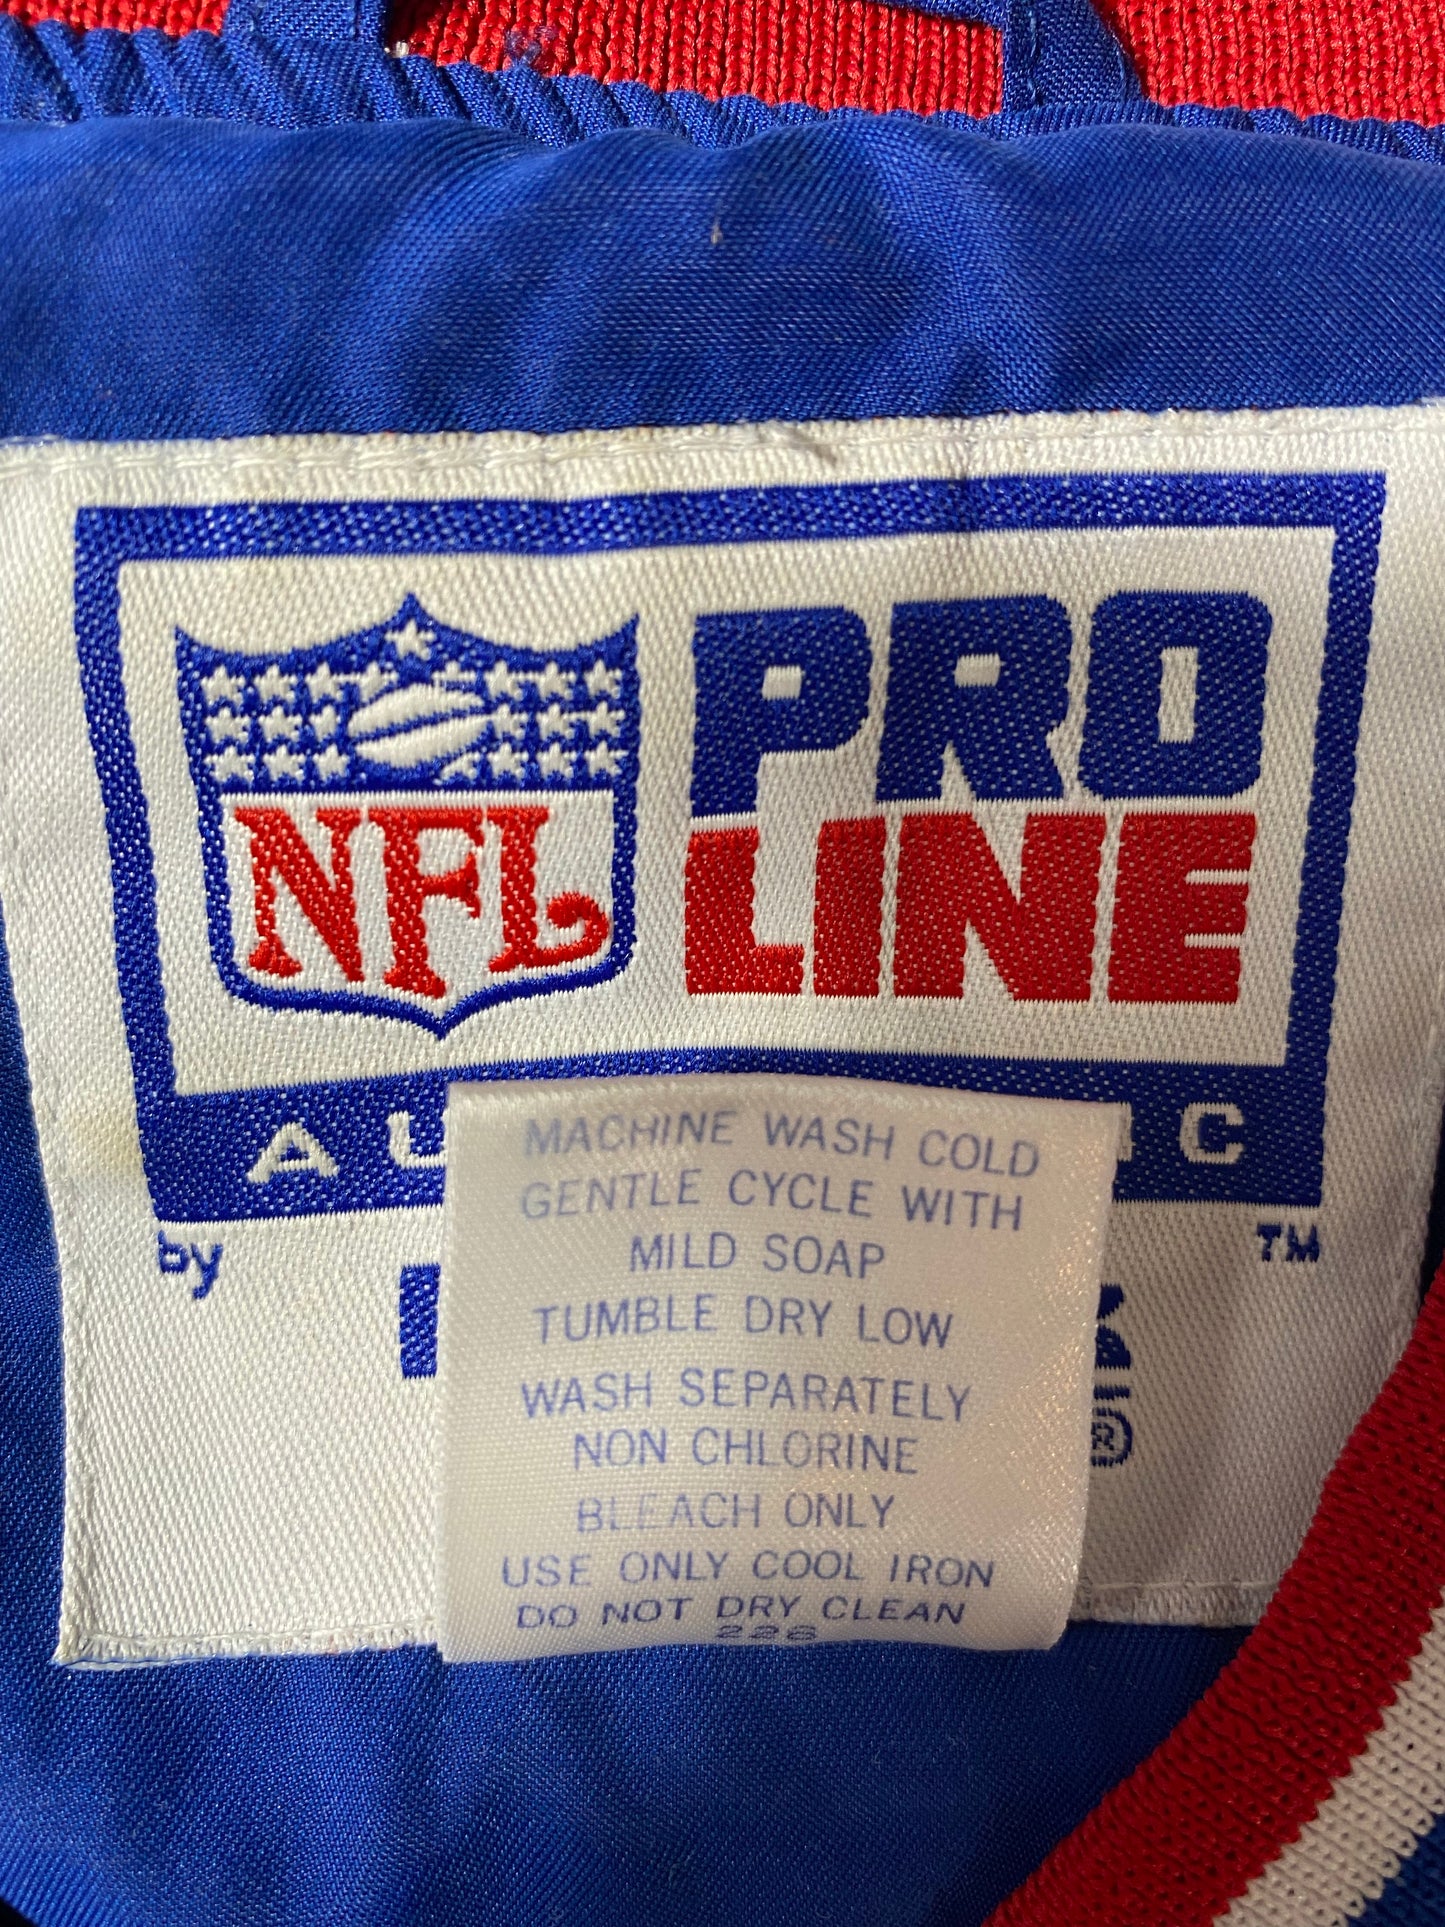 PRO
NFL
LINE
by
TM
MACHINE WASH COLD
GENTLE CYCLE WITH
MILD SOAP
TUMBLE DRY LOW
WASH SEPARATELY
NON CHLORINE
BLEACH ONLY
®
USE ONLY COOL IRON
DO NOT DRY CLEAN
226